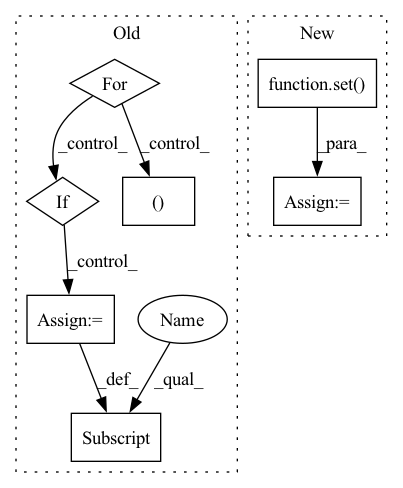 Old
New
For
function.set()
_control_
_control_
_para_
If
()
Assign:=
_control_
Assign:=
Name
_def_
_qual_
Subscript